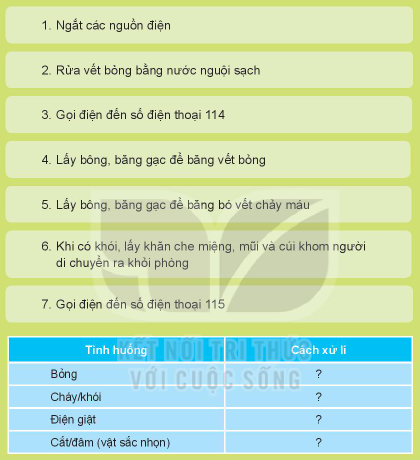 1. Ngắt các nguồn điện
2. Rửa vết bỏng bằng nước nguội sạch
3. Gọi điện đến số điện thoại 114
4. Lấy bông, băng gạc để băng vết bỏng
5. Lấy bông, băng gạc để băng bó vết chảy máu
6. Khi có khói, lấy khăn che miệng, mũi và cúi khom người
di chuyển ra khỏi phòng
7. Gọi điện đến số điện thoại 115
Tình huống Cách xử lí
KẾT NỐI TRI THỨC
VỚI CUỘC SỐNG
Bỏng ?
Cháy/khói ?
Điện giật ?
Cắt/đâm (vật sắc nhọn) ?